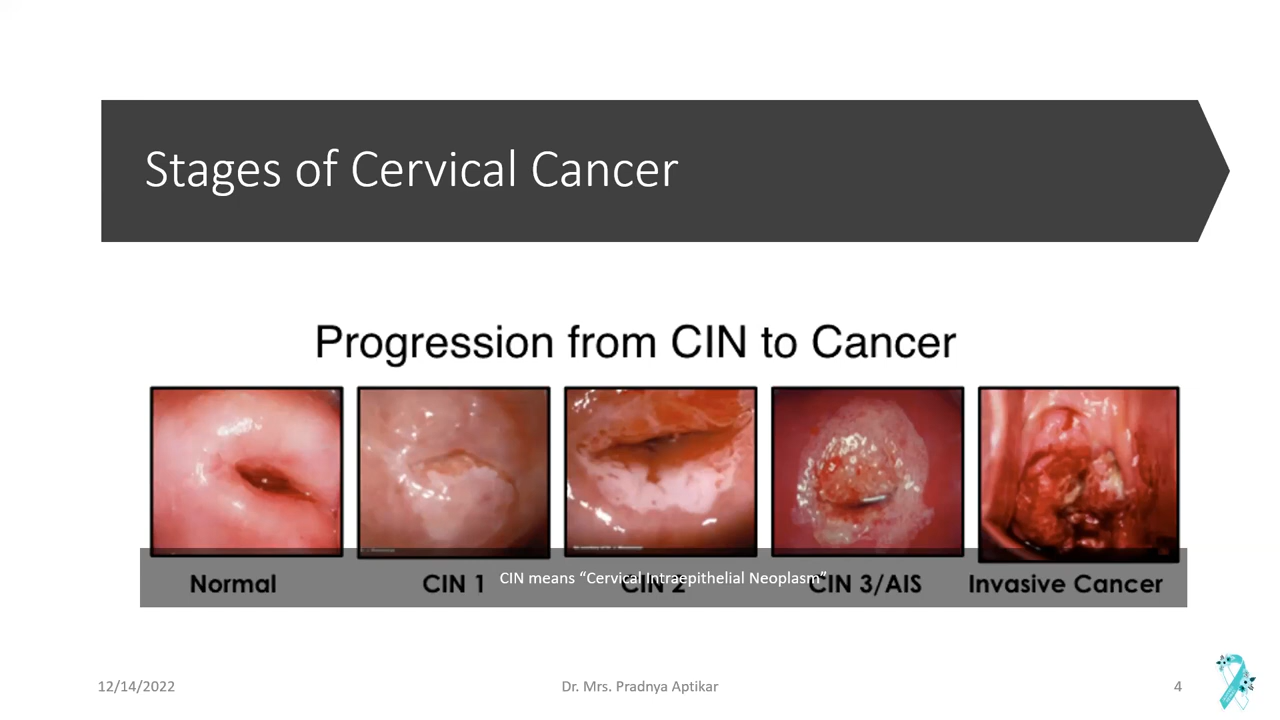 Stages of Cervical Cancer
Progression from CIN to Cancer
Normal
CIN 1
CIN 2
CIN 3/AIS
Invasive Cancer
CIN means “Cervical Intraepithelial Neoplasm”
12/14/2022
Dr. Mrs. Pradnya Aptikar
4